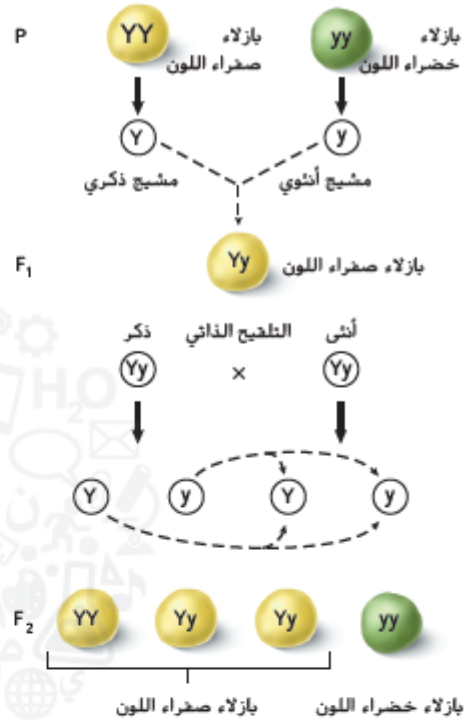 P
YY
بازلاء
صفراء اللون
yy
بازلاء
خضراء اللون
Y
y
مشيج ذكري
مشيج أنثوي
F₁
Yy
بازلاء صفراء اللون
ذكر
التلقيح الذاتي
أنثى
Yy
×
Yy
Y
y
Y
y
F₂
YY
Yy
Yy
yy
بازلاء صفراء اللون
بازلاء خضراء اللون
H₂O